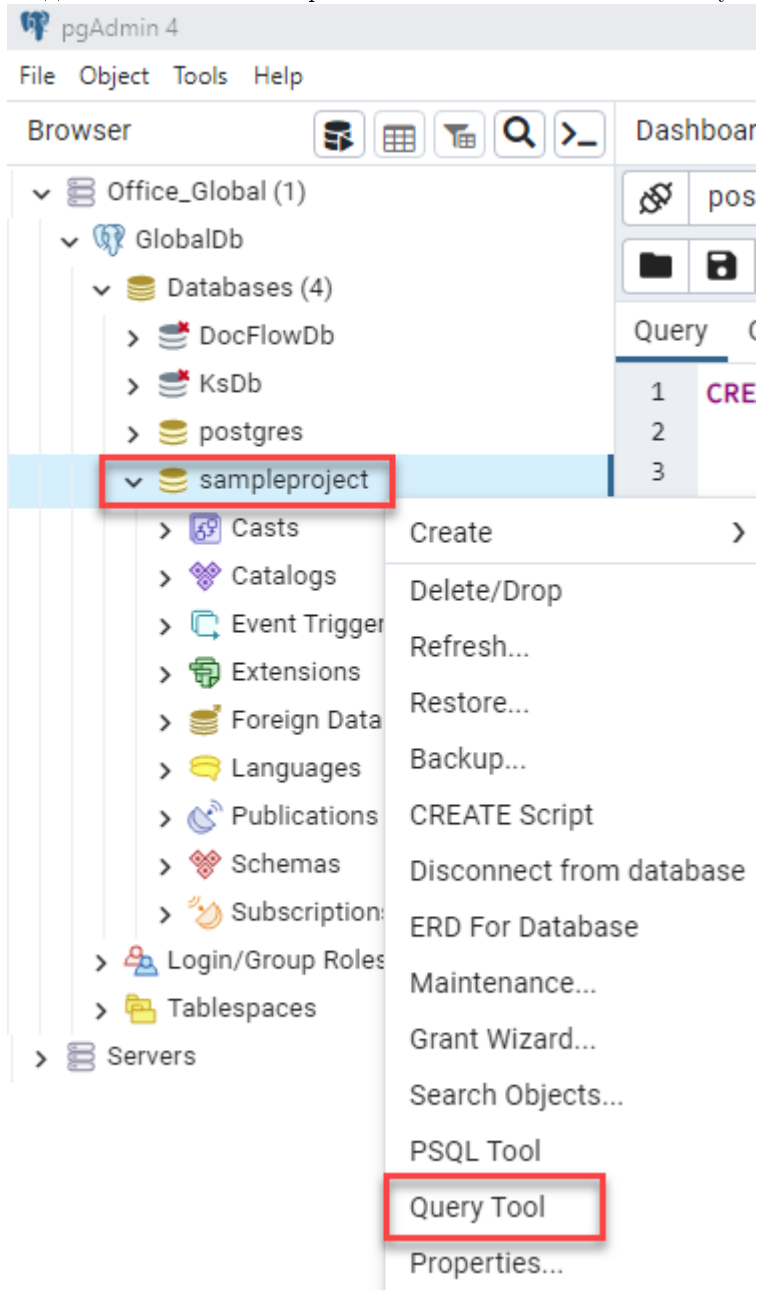 pgAdmin 4
File Object Tools Help
Browser
Dashboar
Office_Global (1)
pos
GlobalDb
Databases (4)
DocFlowDb
Query
KsDb
1 CRE
postgres
2
sampleproject
3
Casts
Catalogs
Event Trigger
Extensions
Foreign Data
Languages
Publications
Schemas
Subscription
Login/Group Roles
Tablespaces
Servers
Create
Delete/Drop
Refresh...
Restore...
Backup...
CREATE Script
Disconnect from database
ERD For Database
Maintenance...
Grant Wizard...
Search Objects...
PSQL Tool
Query Tool
Properties...